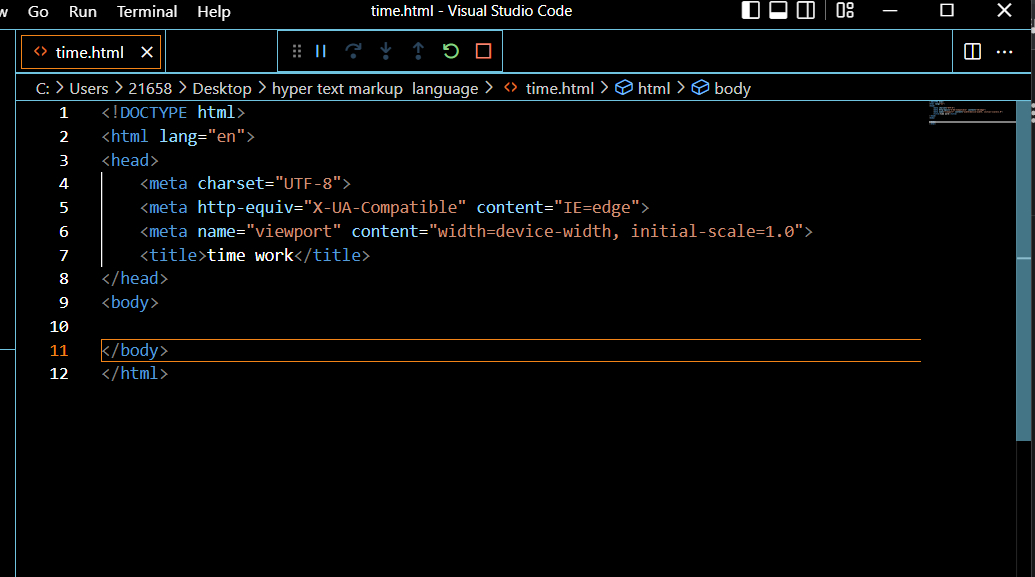 Go Run Terminal Help time.html - Visual Studio Code
time.html
C: > Users > 21658 > Desktop > hyper text markup language > time.html > html > body
1 <!DOCTYPE html>
2 <html lang="en">
3 <head>
4 <meta charset="UTF-8">
5 <meta http-equiv="X-UA-Compatible" content="IE=edge">
6 <meta name="viewport" content="width=device-width, initial-scale=1.0">
7 <title>time work</title>
8 </head>
9 <body>
10
11 </body>
12 </html>